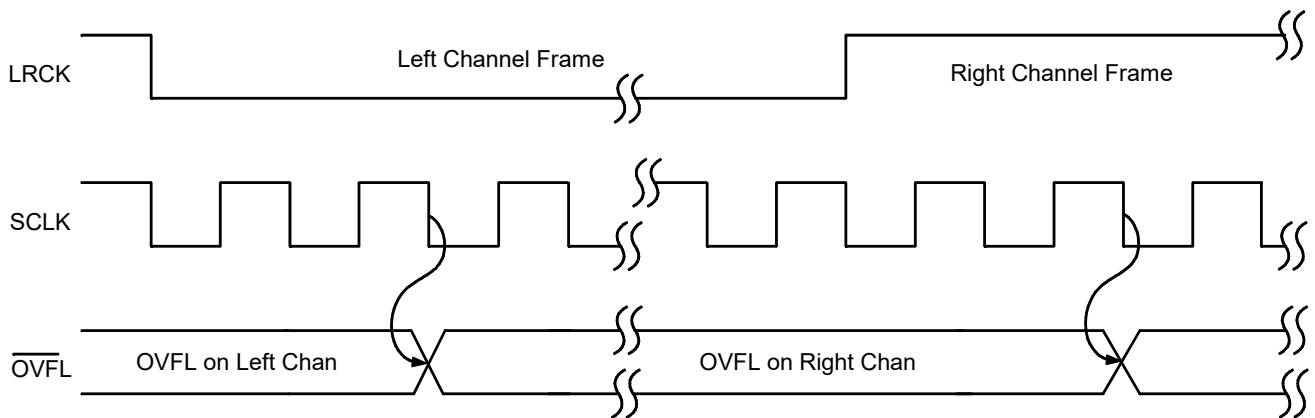 LRCK
Left Channel Frame
Right Channel Frame
SCLK
OVFL
OVFL on Left Chan
OVFL on Right Chan